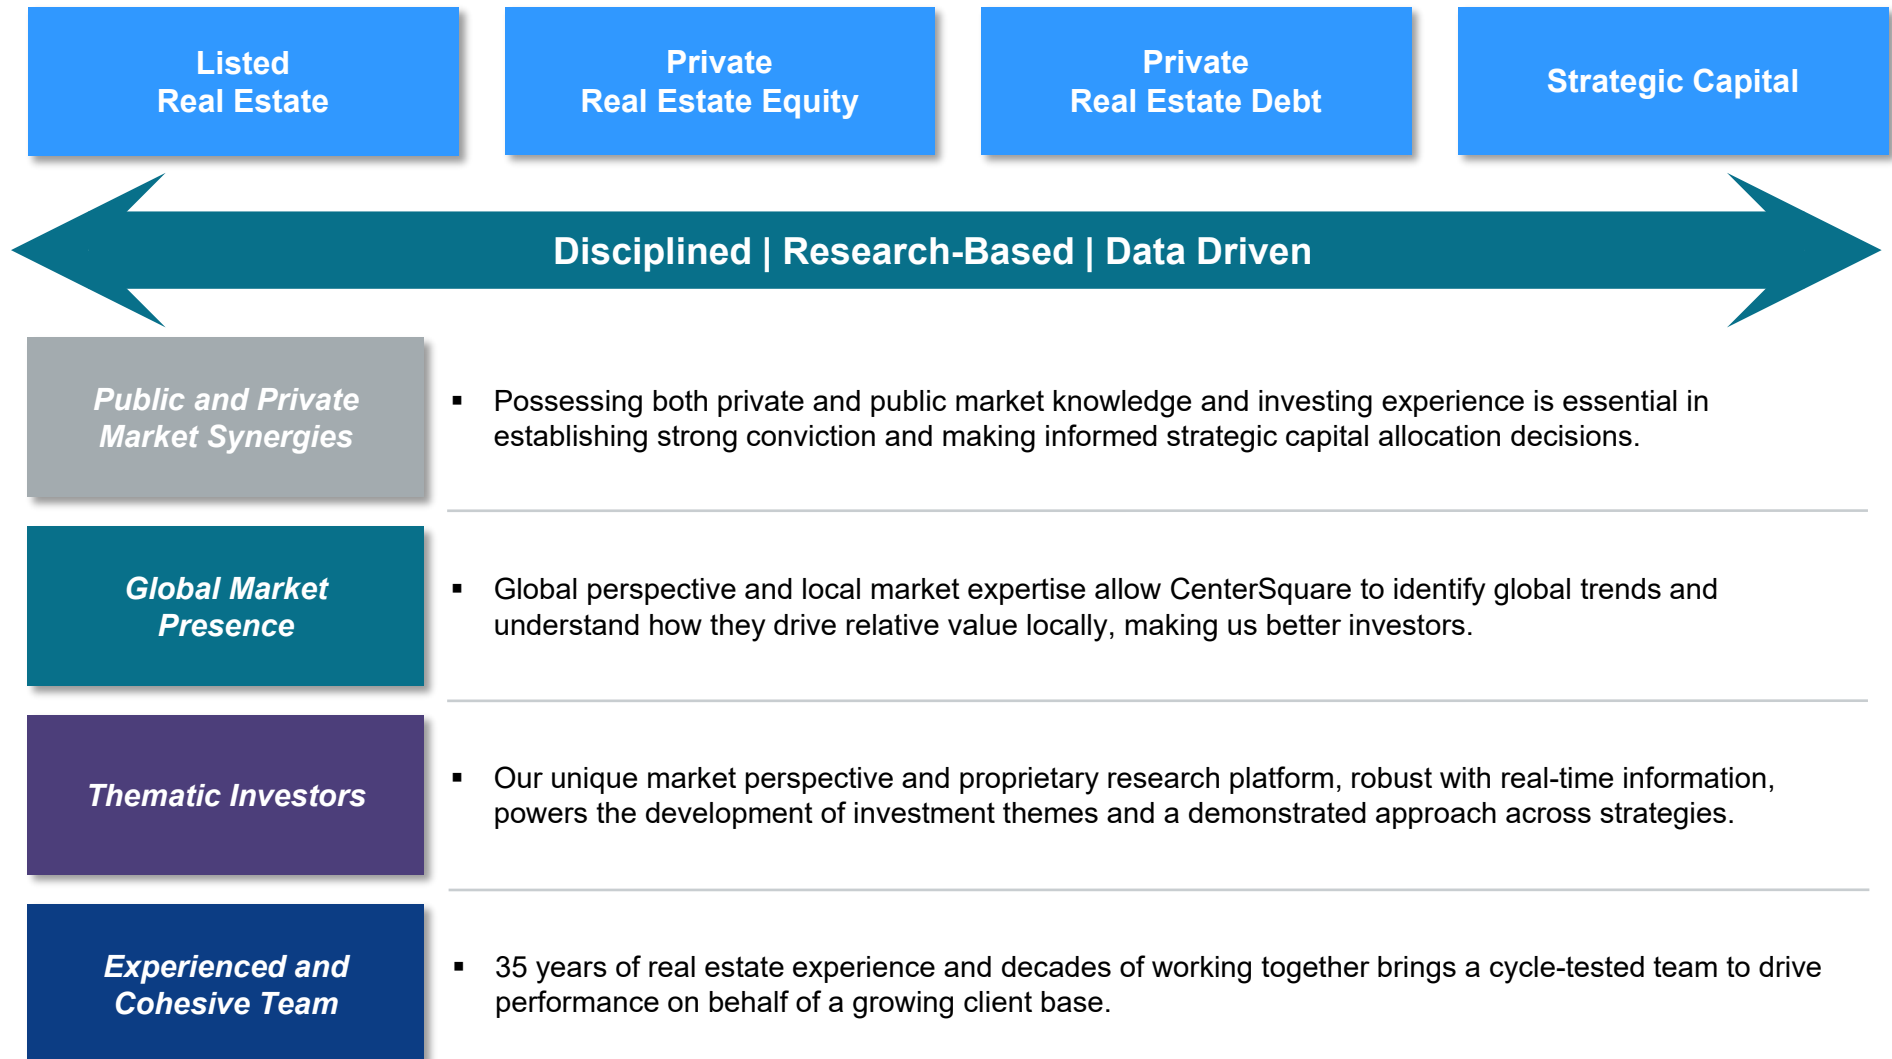 Listed
Real Estate
Private
Real Estate Equity
Private
Real Estate Debt
Strategic Capital
Disciplined | Research-Based | Data Driven
Public and Private
Market Synergies
▪ Possessing both private and public market knowledge and investing experience is essential in
establishing strong conviction and making informed strategic capital allocation decisions.
Global Market
Presence
▪ Global perspective and local market expertise allow CenterSquare to identify global trends and
understand how they drive relative value locally, making us better investors.
Thematic Investors
▪ Our unique market perspective and proprietary research platform, robust with real-time information,
powers the development of investment themes and a demonstrated approach across strategies.
Experienced and
Cohesive Team
▪ 35 years of real estate experience and decades of working together brings a cycle-tested team to drive
performance on behalf of a growing client base.